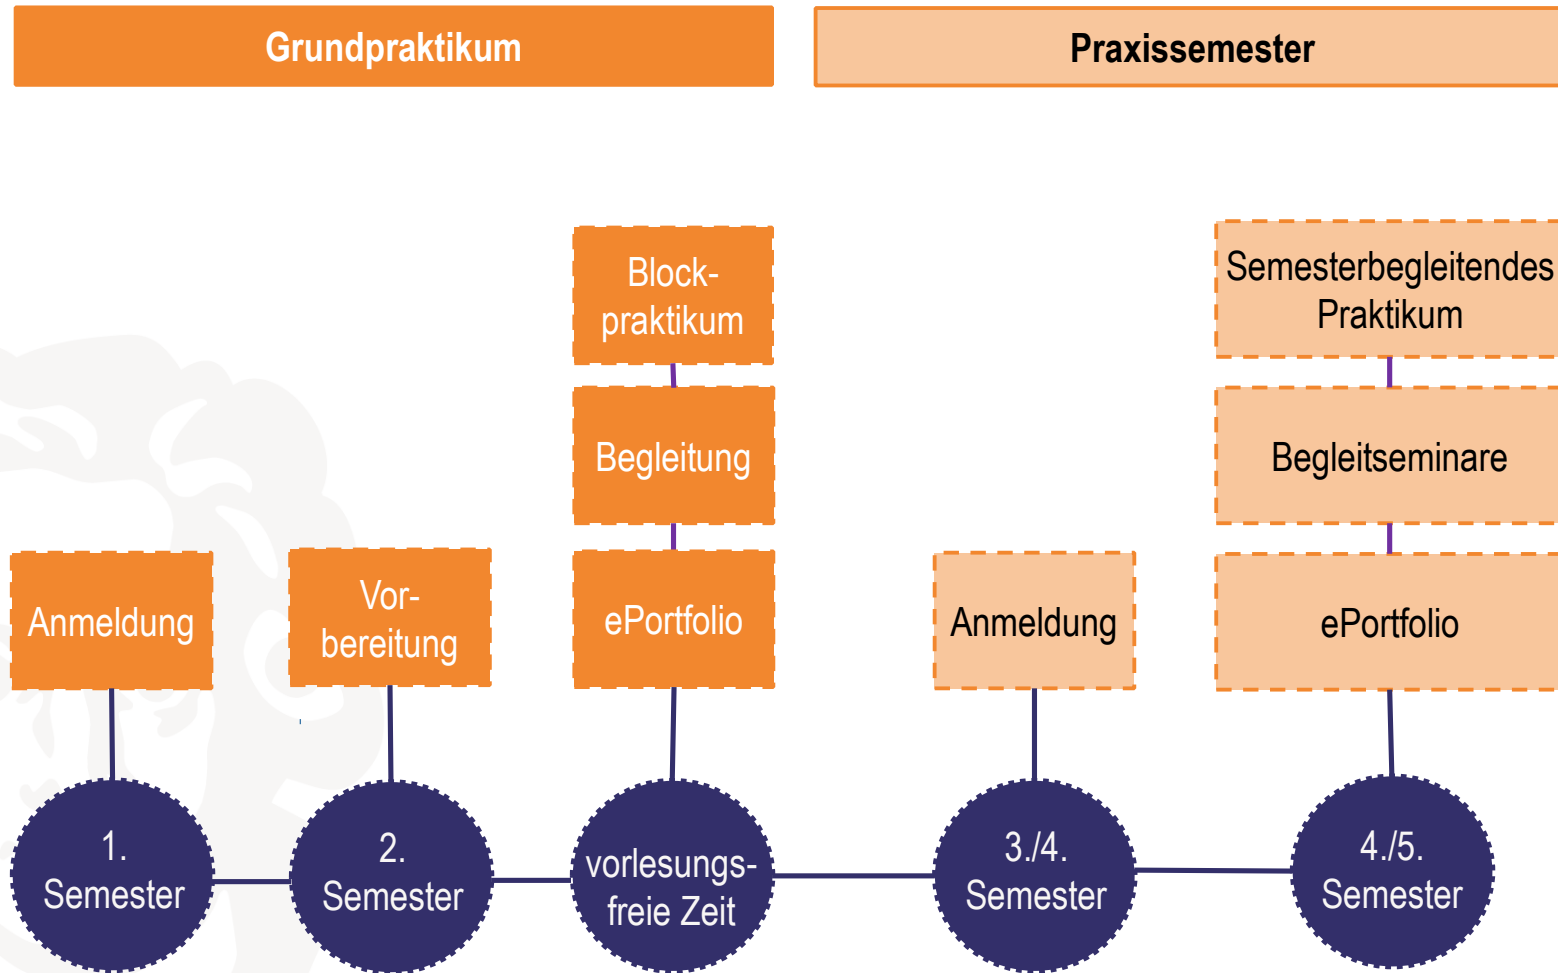 Grundpraktikum
Praxissemester
Block-
praktikum
Semesterbegleitendes
Praktikum
Begleitung
Begleitseminare
Anmeldung
Vor-
bereitung
ePortfolio
Anmeldung
ePortfolio
1.
Semester
2.
Semester
vorlesungs-
freie Zeit
3./4.
Semester
4./5.
Semester